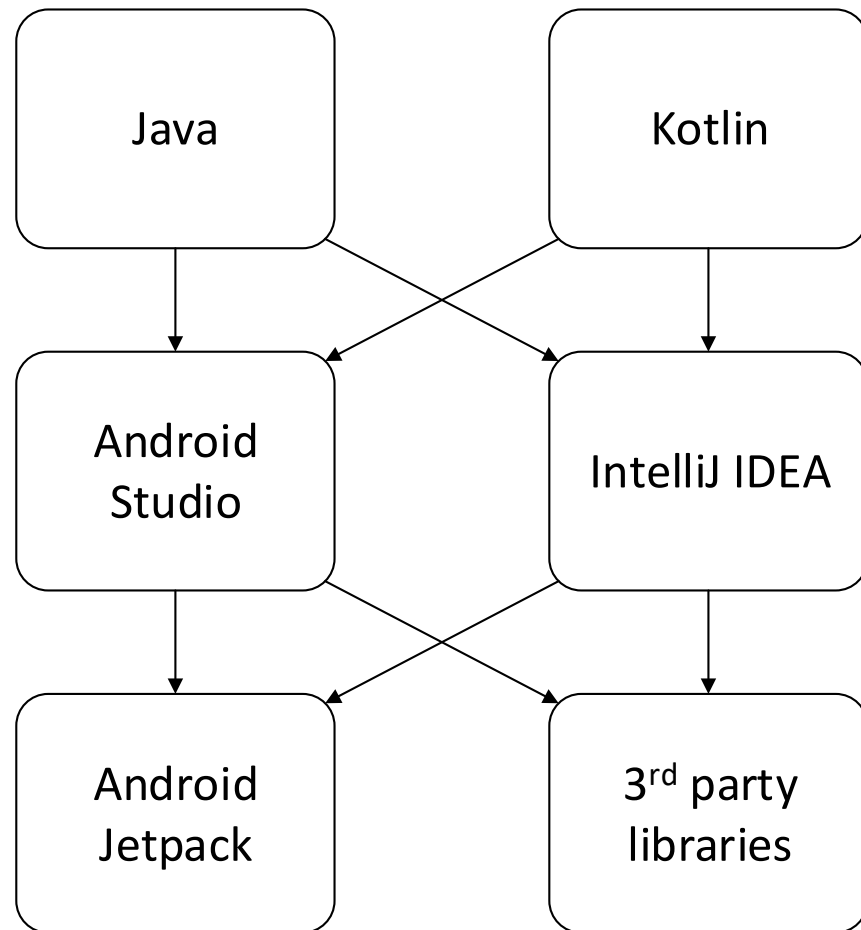 Java
Kotlin
Android
Studio
IntelliJ IDEA
Android
Jetpack
3rd party
libraries